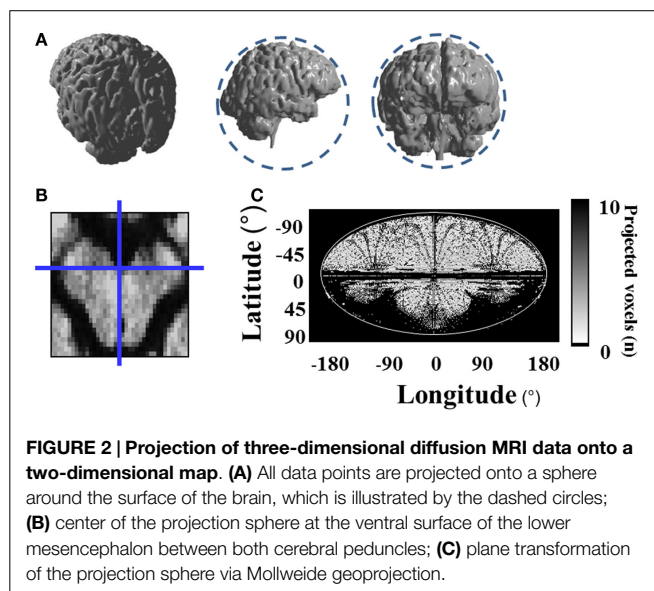 A
B
C
-90
-45
0
45
90
Latitude (°)
-180 -90 0 90 180
Longitude (°)
10
0
Projected voxels (n)
FIGURE 2 | Projection of three-dimensional diffusion MRI data onto a
two-dimensional map. (A) All data points are projected onto a sphere
around the surface of the brain, which is illustrated by the dashed circles;
(B) center of the projection sphere at the ventral surface of the lower
mesencephalon between both cerebral peduncles; (C) plane transformation
of the projection sphere via Mollweide geoprojection.